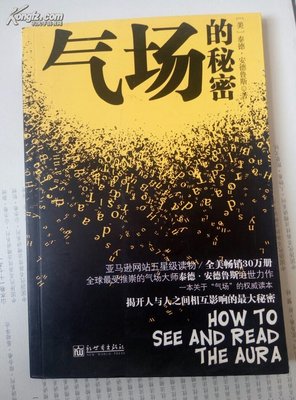 Kongfz.com
[美] 泰德·安德鲁斯 著
气场的秘密
亚马逊网站五星级读物/全美畅销30万册
全球最受推崇的气场大师泰德·安德鲁斯追世力作
一本关于“气场”的权威读本
揭开人与人之间相互影响的最大秘密
HOW TO
SEE AND READ
THE AURA
新世界出版社